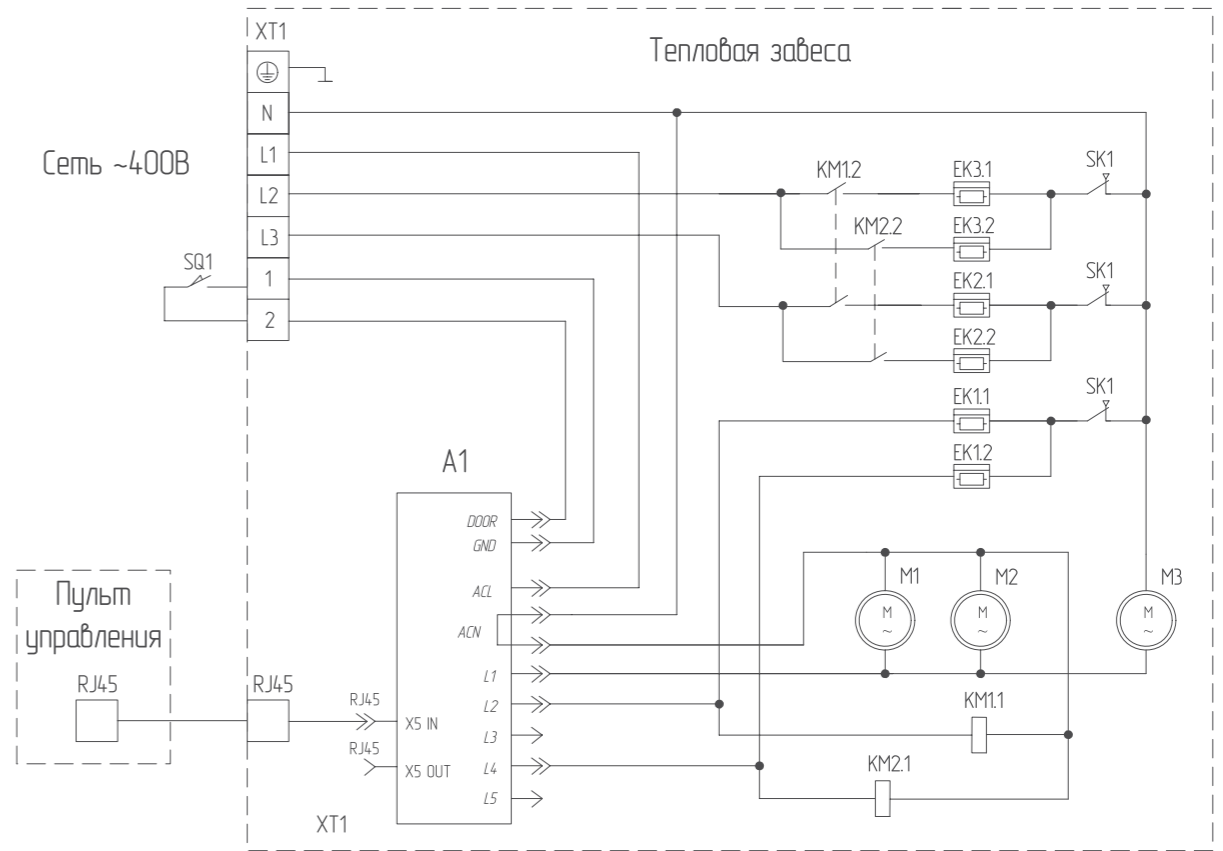 XT1
Тепловая завеса
N
Сеть ~400В
L1
L2
L3
SQ1
1
2
KM1.2
EK3.1
SK1
KM2.2
EK3.2
EK2.1
SK1
EK2.2
EK1.1
SK1
EK1.2
A1
DOOR
GND
ACL
ACN
L1
L2
L3
L4
L5
X5 IN
X5 OUT
RJ45
RJ45
M1
M
~
M2
M
~
M3
M
~
KM1.1
KM2.1
Пульт
управления
RJ45
RJ45
XT1